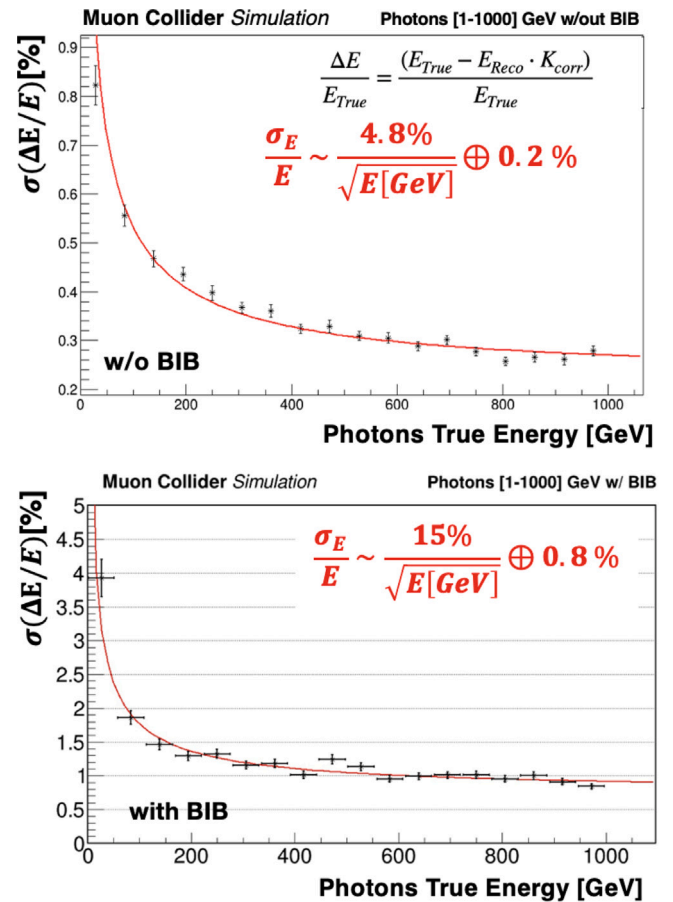 Muon Collider Simulation Photons [1-1000] GeV w/out BIB
σ(ΔE/E)[%]
ΔE/E_True = (E_True − E_Reco · K_corr)/E_True
σ_E/E ~ 4.8%/√E[GeV] ⊕ 0.2 %
0.9
0.8
0.7
0.6
0.5
0.4
0.3
0.2
w/o BIB
0 200 400 600 800 1000
Photons True Energy [GeV]
Muon Collider Simulation Photons [1-1000] GeV w/ BIB
σ(ΔE/E)[%]
σ_E/E ~ 15%/√E[GeV] ⊕ 0.8 %
5
4.5
4
3.5
3
2.5
2
1.5
1
0.5
0
with BIB
0 200 400 600 800 1000
Photons True Energy [GeV]